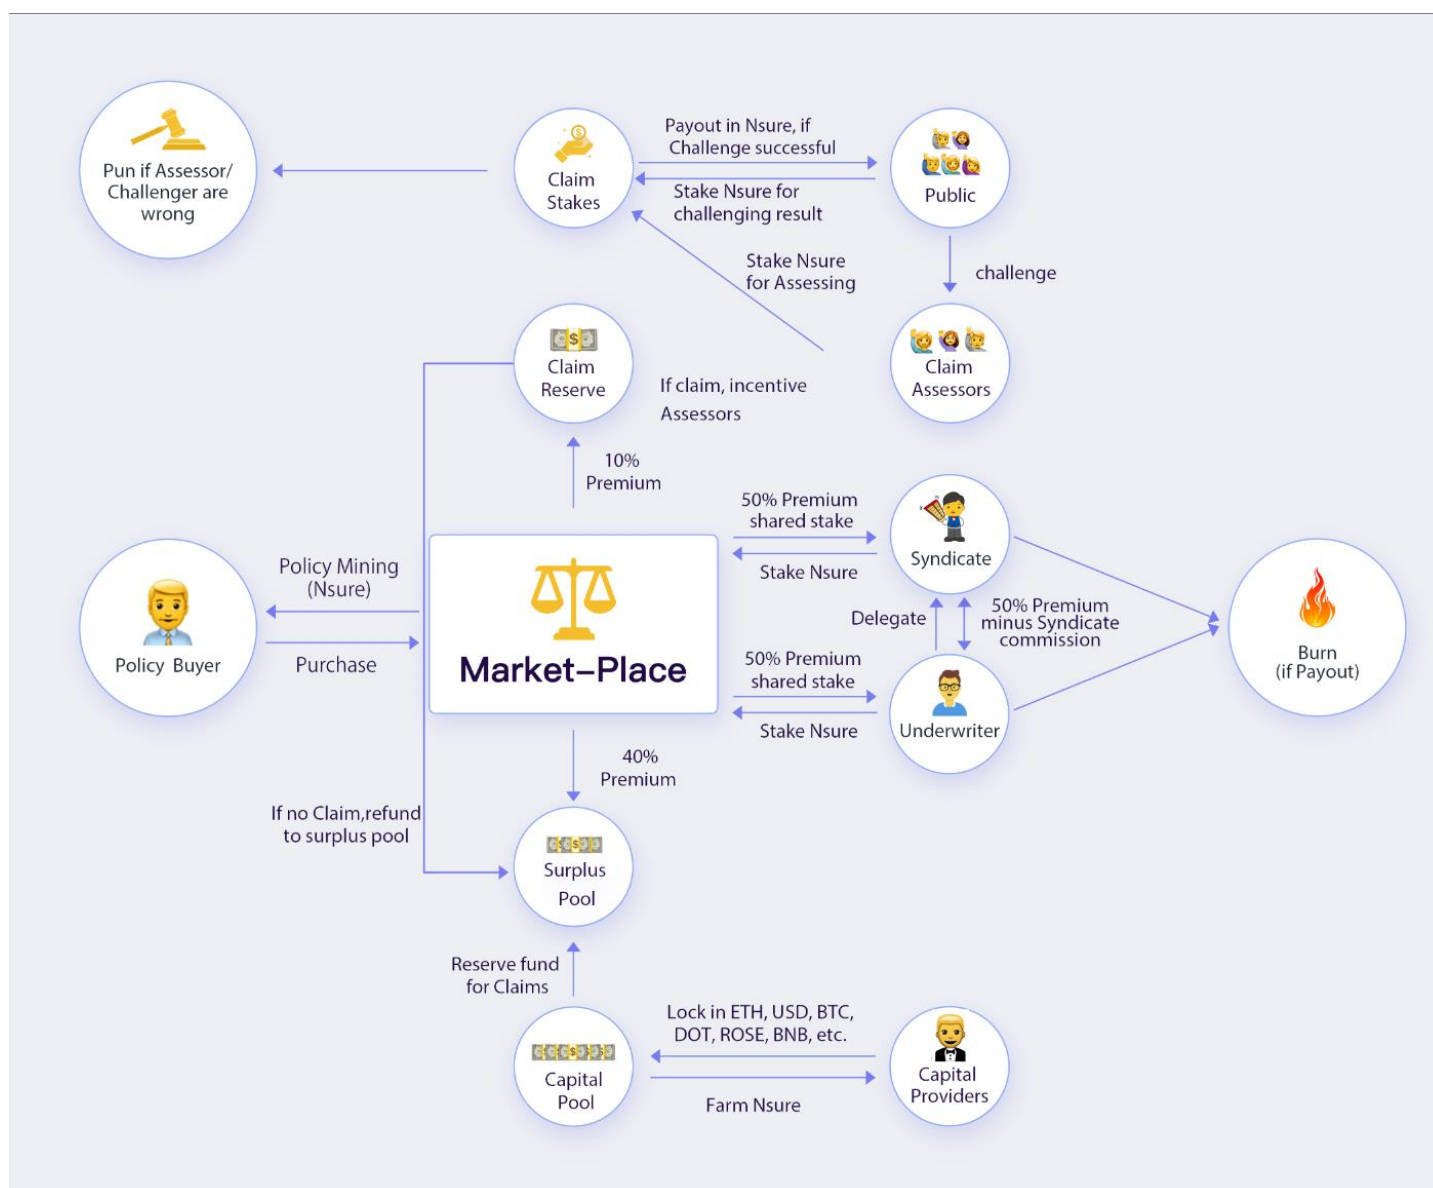 Pun if Assessor/
Challenger are
wrong
Claim
Stakes
Payout in Nsure, if
Challenge successful
Stake Nsure for
challenging result
Public
Stake Nsure
for Assessing
challenge
Claim
Reserve
If claim, incentive
Assessors
Claim
Assessors
10%
Premium
50% Premium
shared stake
Stake Nsure
Syndicate
Policy Mining
(Nsure)
Purchase
Policy Buyer
Market-Place
Delegate
50% Premium
minus Syndicate
commission
50% Premium
shared stake
Stake Nsure
Underwriter
Burn
(if Payout)
40%
Premium
If no Claim,refund
to surplus pool
Surplus
Pool
Reserve fund
for Claims
Capital
Pool
Lock in ETH, USD, BTC,
DOT, ROSE, BNB, etc.
Farm Nsure
Capital
Providers